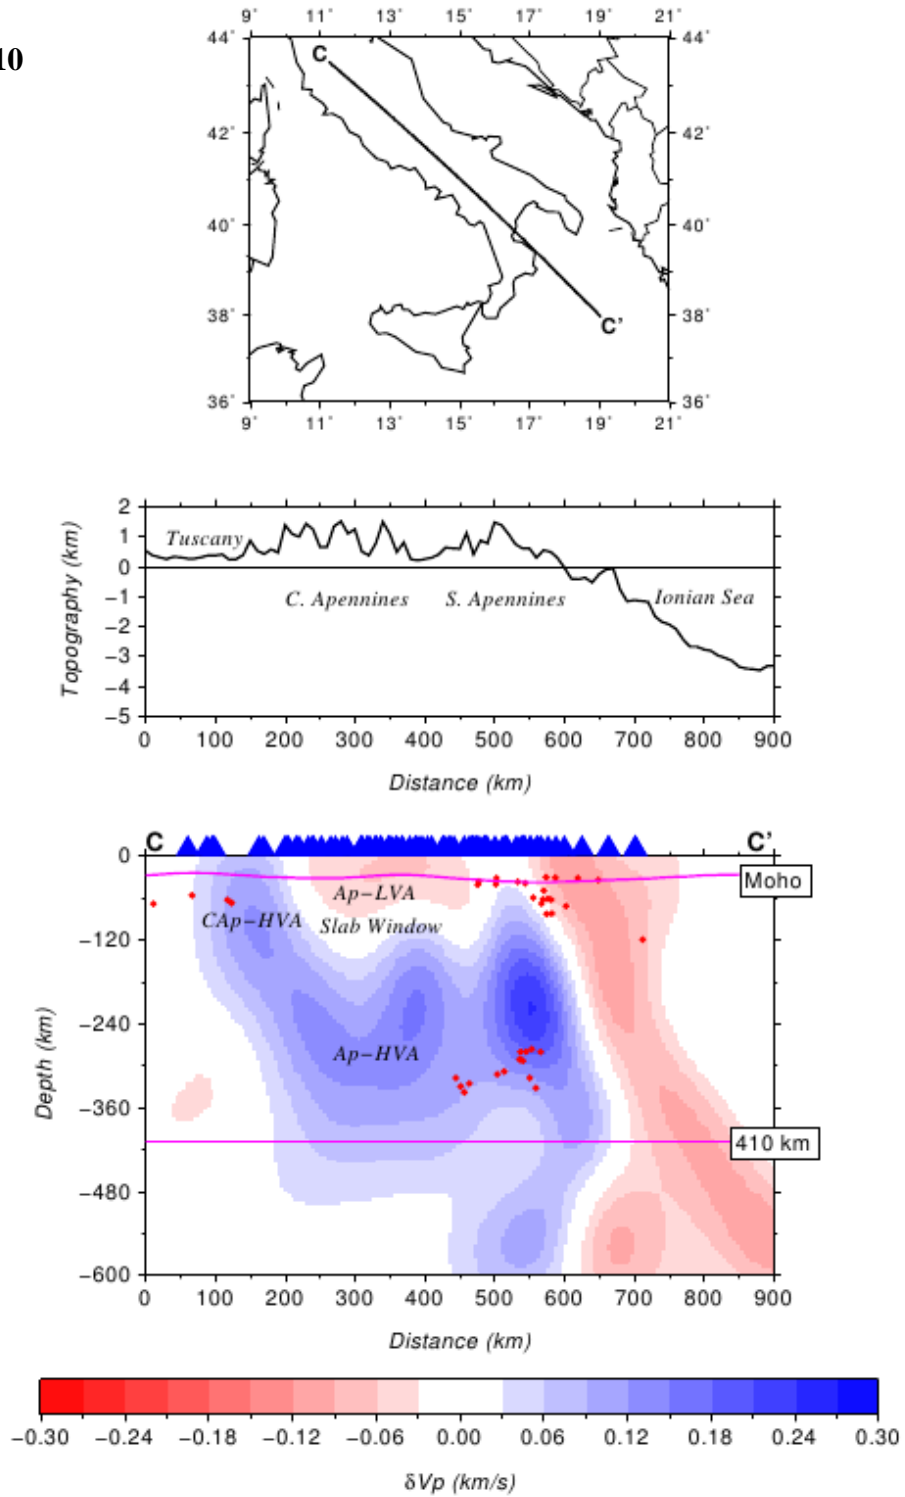 9˚ 11˚ 13˚ 15˚ 17˚ 19˚ 21˚
44˚ 44˚
10
C
42˚ 42˚
40˚ 40˚
38˚ 38˚
C’
36˚ 36˚
9˚ 11˚ 13˚ 15˚ 17˚ 19˚ 21˚
2
1
Tuscany
0
−1
C. Apennines S. Apennines Ionian Sea
−2
−3
−4
−5
Topography (km)
0 100 200 300 400 500 600 700 800 900
Distance (km)
C C’
0
Moho
Ap−LVA
CAp−HVA Slab Window
−120
−240
Ap−HVA
−360
410 km
−480
−600
Depth (km)
0 100 200 300 400 500 600 700 800 900
Distance (km)
−0.30 −0.24 −0.18 −0.12 −0.06 0.00 0.06 0.12 0.18 0.24 0.30
δVp (km/s)